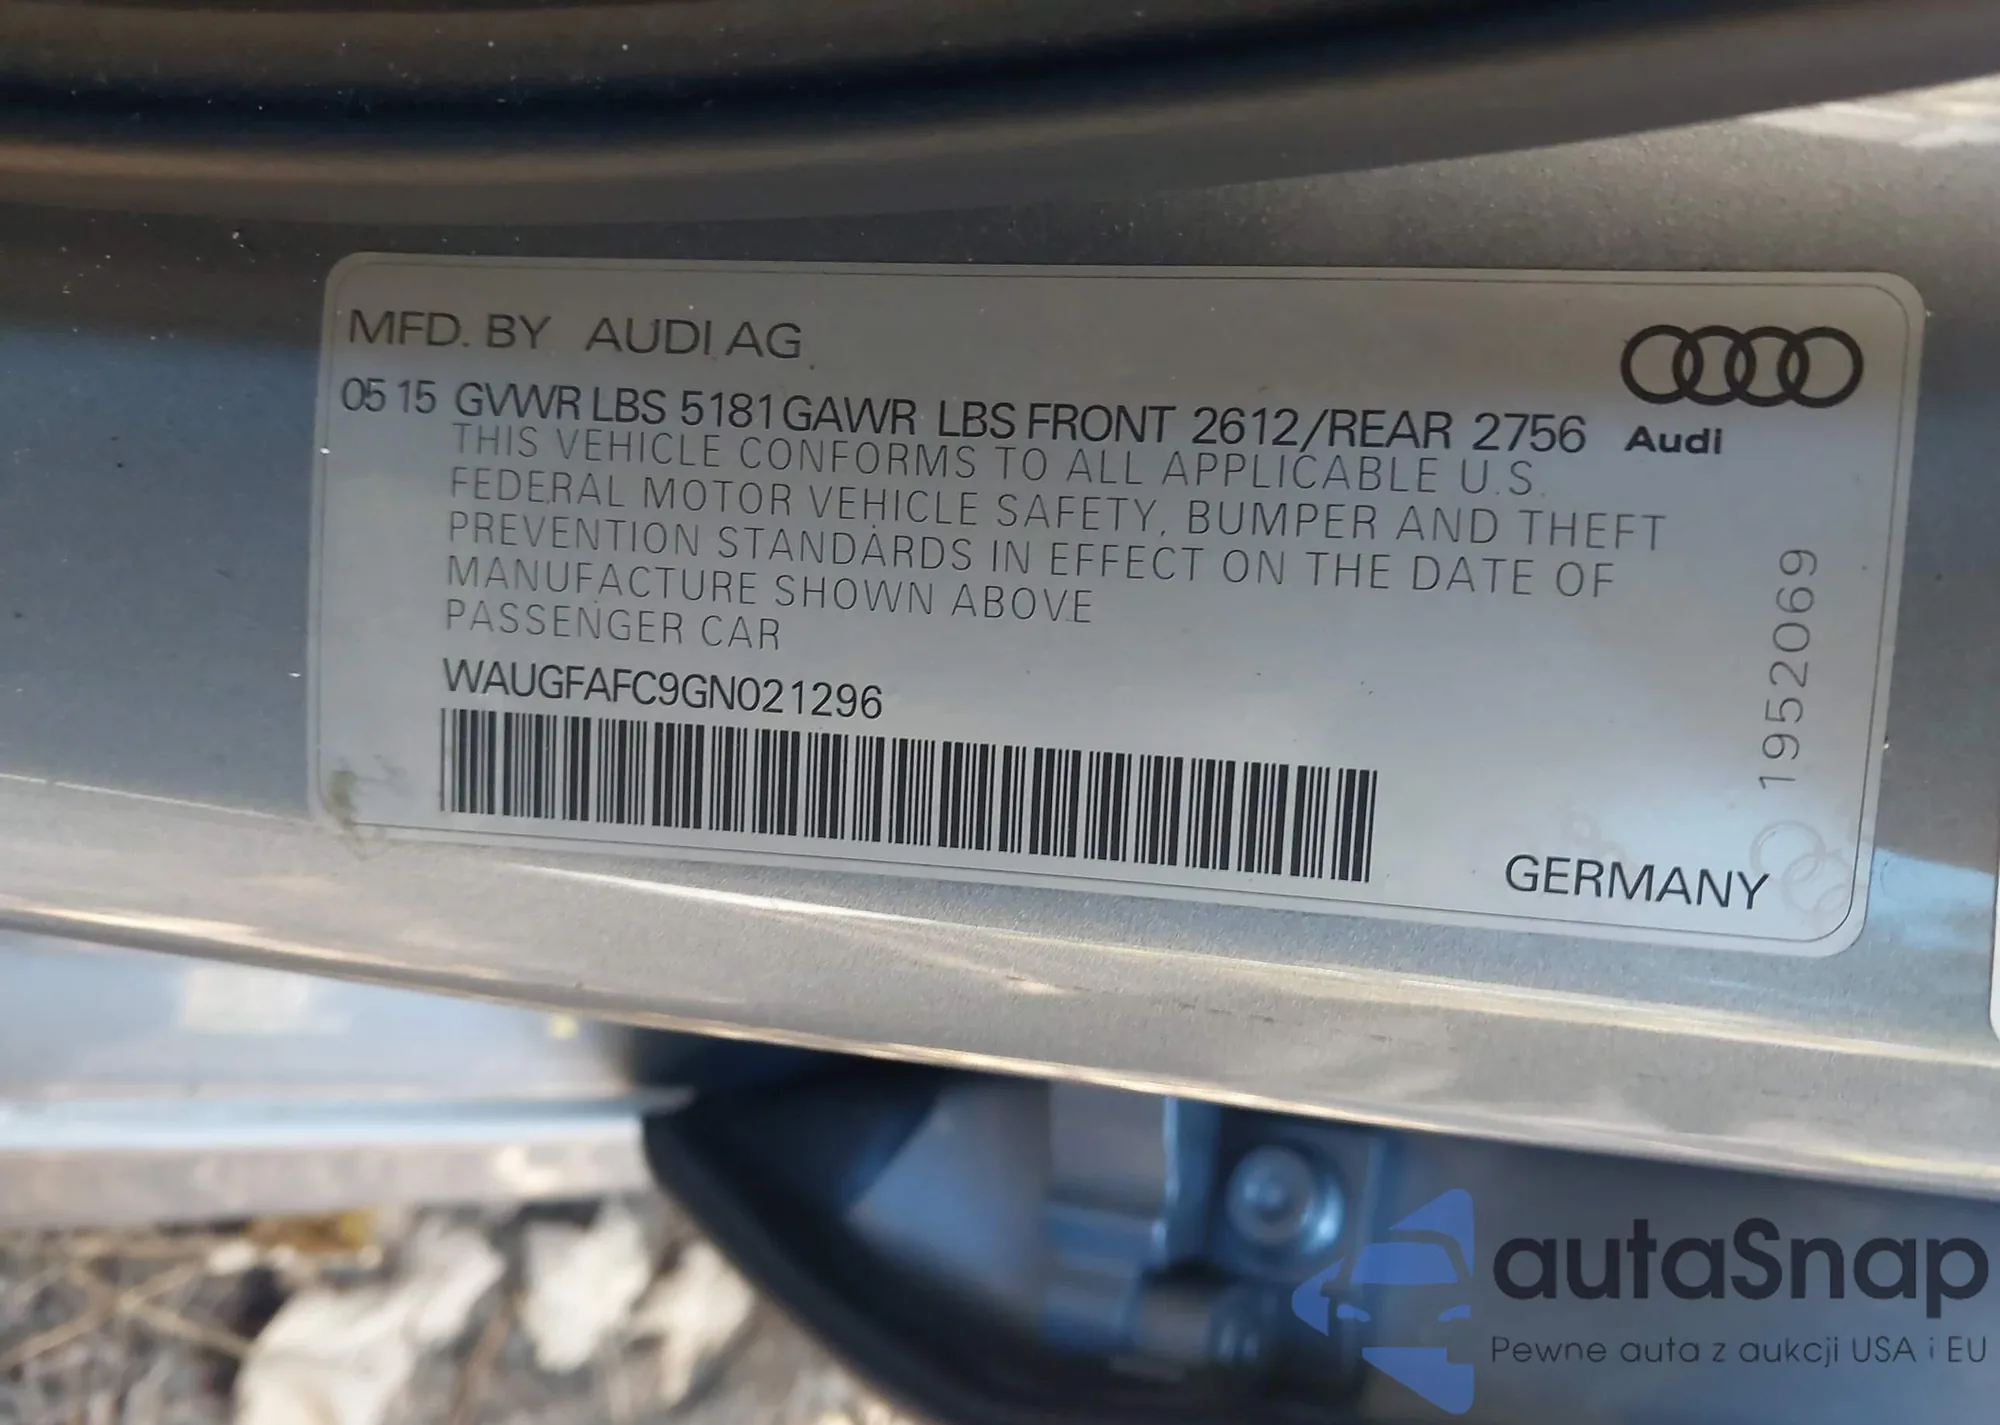 MFD. BY AUDI AG
05 15 GVWR LBS 5181 GAWR LBS FRONT 2612/REAR 2756
Audi
THIS VEHICLE CONFORMS TO ALL APPLICABLE U.S.
FEDERAL MOTOR VEHICLE SAFETY, BUMPER AND THEFT
PREVENTION STANDARDS IN EFFECT ON THE DATE OF
MANUFACTURE SHOWN ABOVE
PASSENGER CAR
WAUGFAFC9GN021296
1952069
GERMANY
autaSnap
Pewne auta z aukcji USA i EU